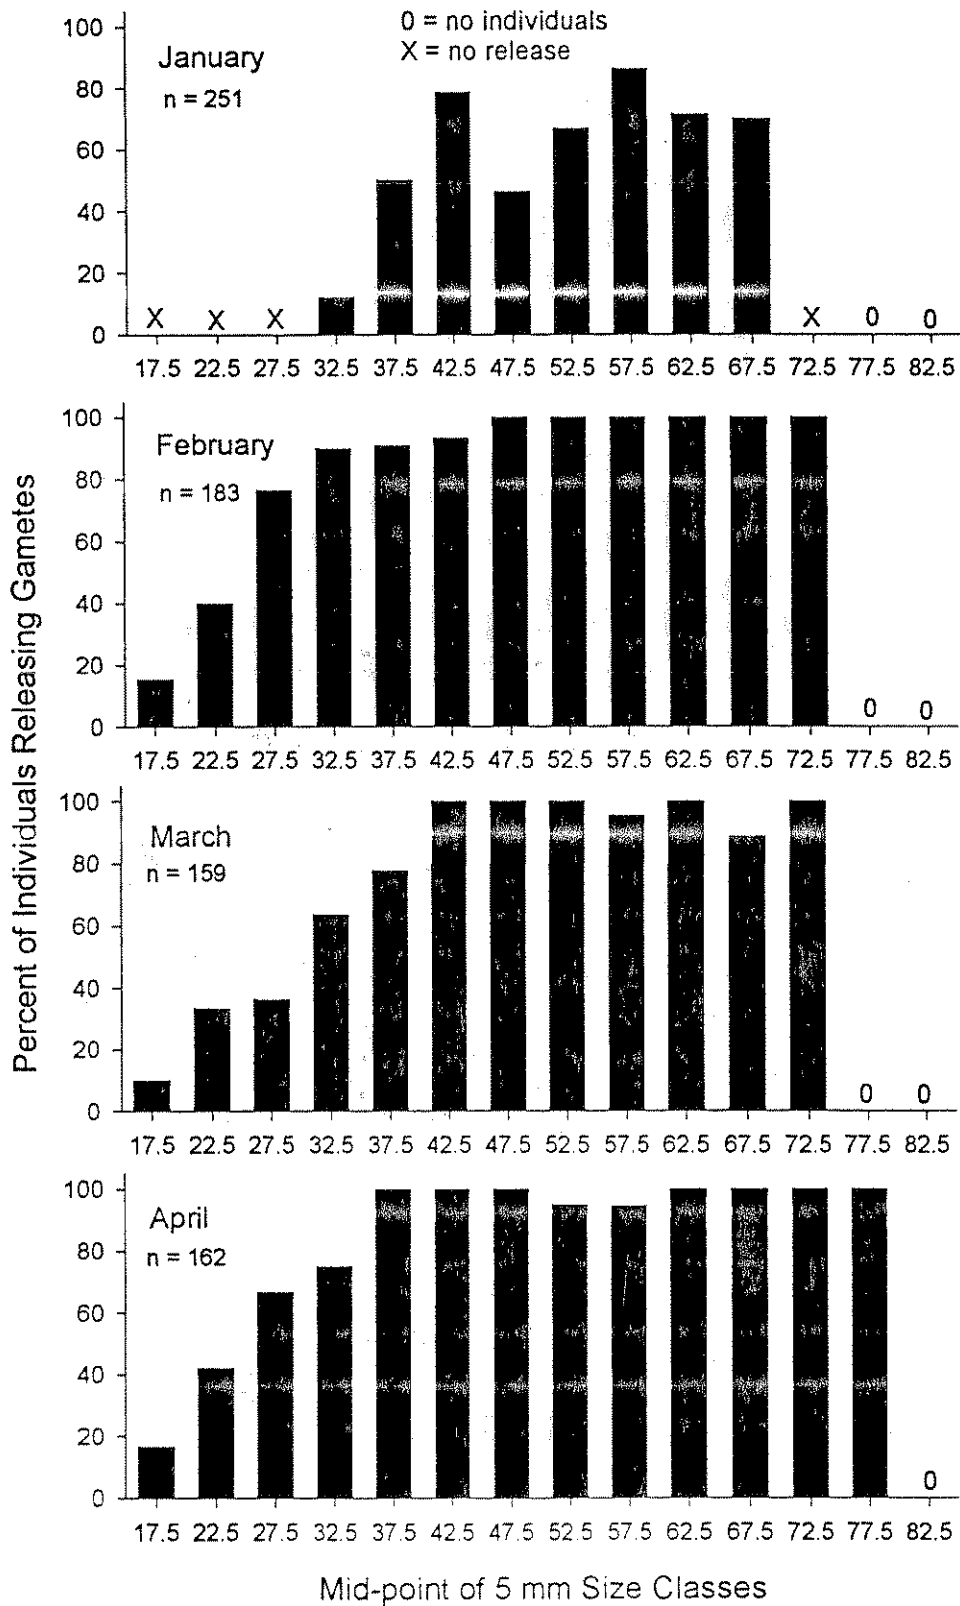 Percent of Individuals Releasing Gametes
0 = no individuals
X = no release
January
n = 251
100
80
60
40
20
0
X X X X 0 0
17.5 22.5 27.5 32.5 37.5 42.5 47.5 52.5 57.5 62.5 67.5 72.5 77.5 82.5
February
n = 183
100
80
60
40
20
0
0 0
17.5 22.5 27.5 32.5 37.5 42.5 47.5 52.5 57.5 62.5 67.5 72.5 77.5 82.5
March
n = 159
100
80
60
40
20
0
0 0
17.5 22.5 27.5 32.5 37.5 42.5 47.5 52.5 57.5 62.5 67.5 72.5 77.5 82.5
April
n = 162
100
80
60
40
20
0
0
17.5 22.5 27.5 32.5 37.5 42.5 47.5 52.5 57.5 62.5 67.5 72.5 77.5 82.5
Mid-point of 5 mm Size Classes